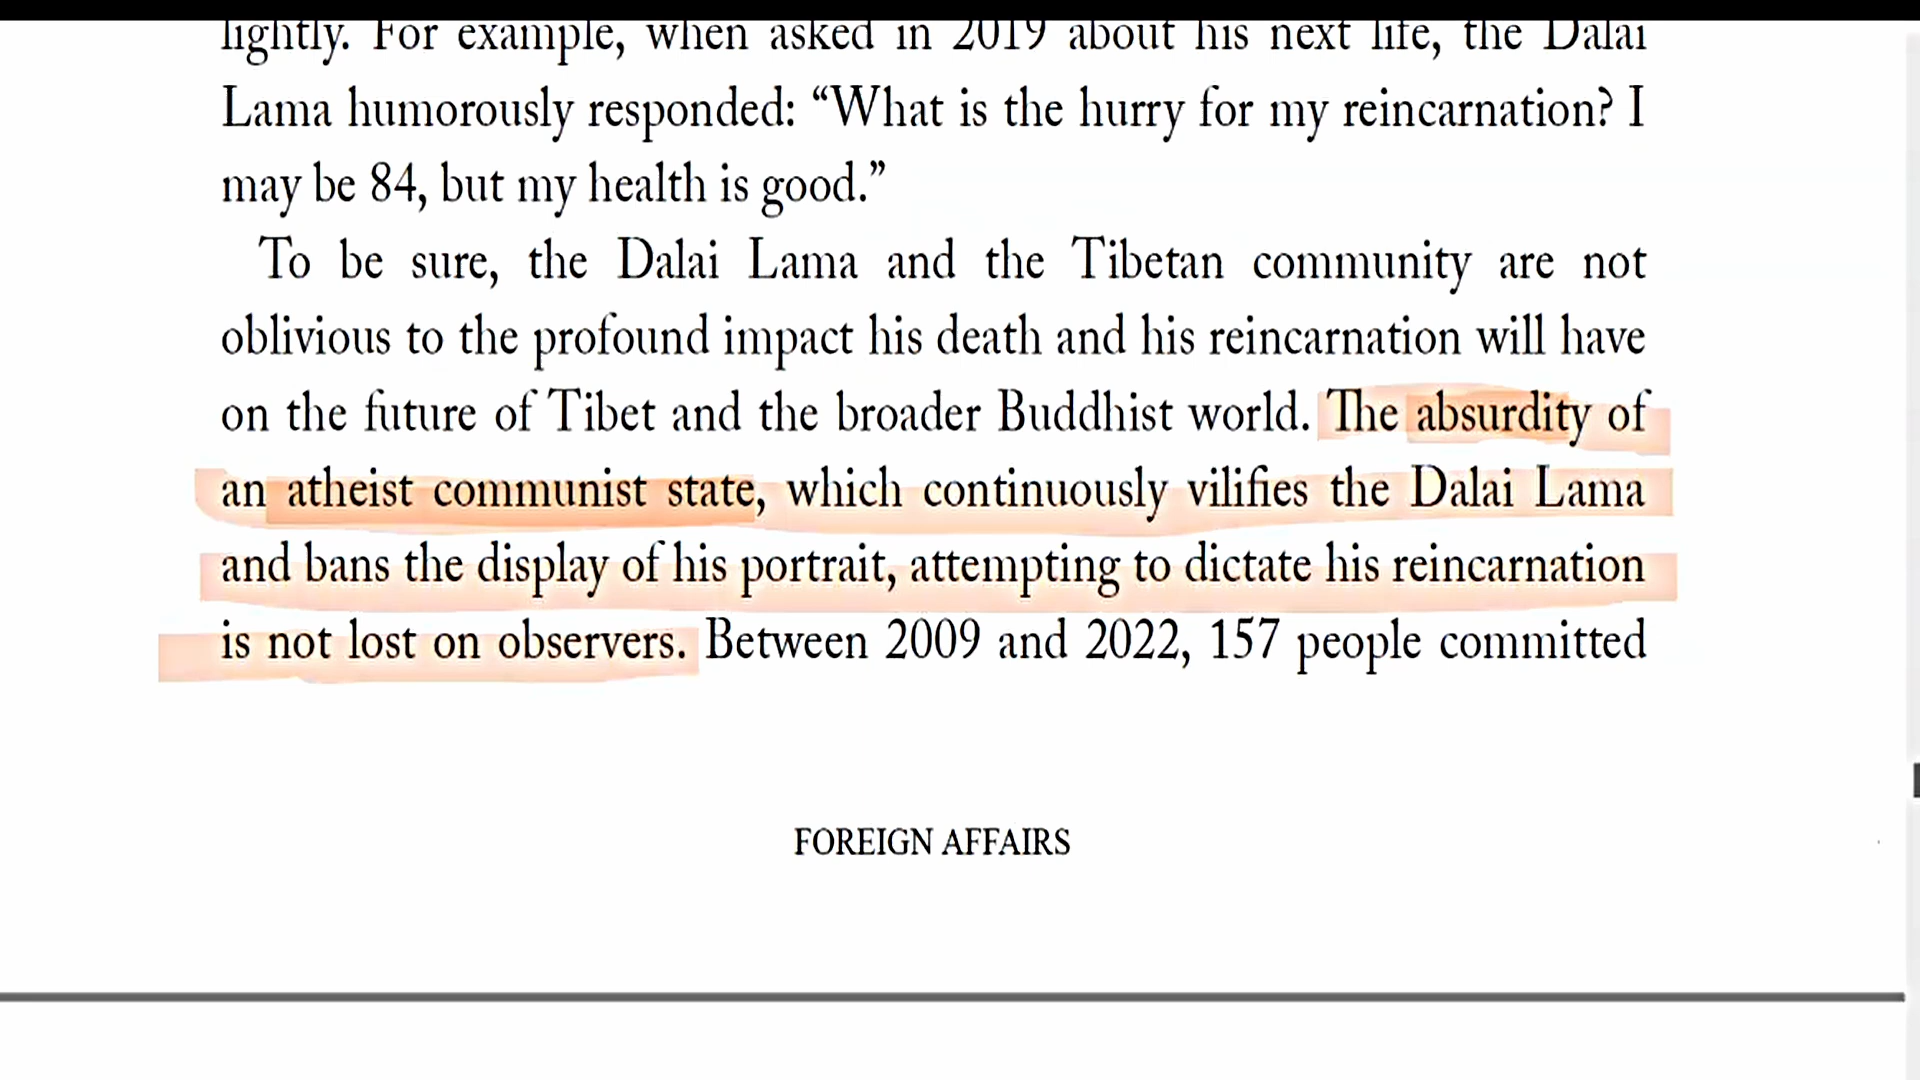 lightly. For example, when asked in 2019 about his next life, the Dalai
Lama humorously responded: “What is the hurry for my reincarnation? I
may be 84, but my health is good.”
To be sure, the Dalai Lama and the Tibetan community are not
oblivious to the profound impact his death and his reincarnation will have
on the future of Tibet and the broader Buddhist world. The absurdity of
an atheist communist state, which continuously vilifies the Dalai Lama
and bans the display of his portrait, attempting to dictate his reincarnation
is not lost on observers. Between 2009 and 2022, 157 people committed
FOREIGN AFFAIRS